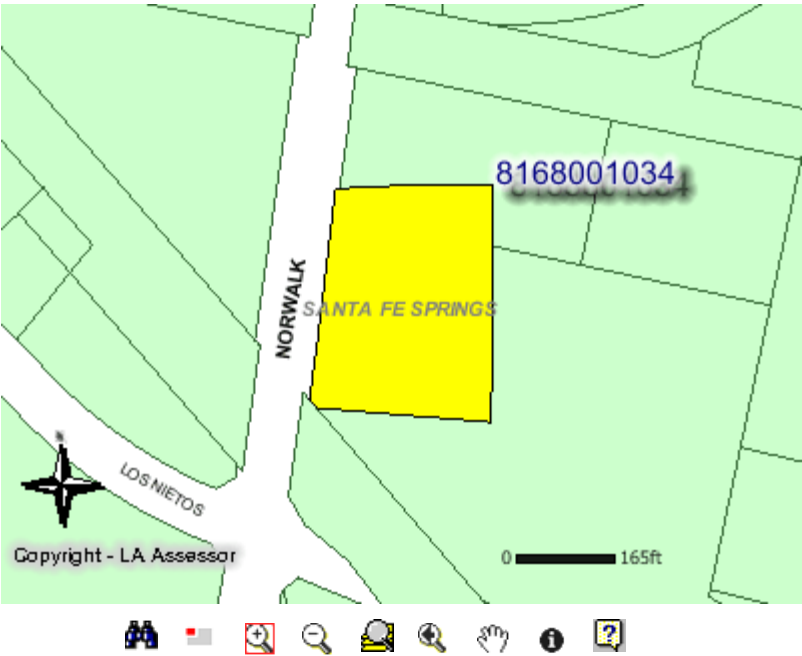 8168001034
NORWALK
SANTA FE SPRINGS
LOS NIETOS
N
Copyright - LA Assessor
0 165ft
?